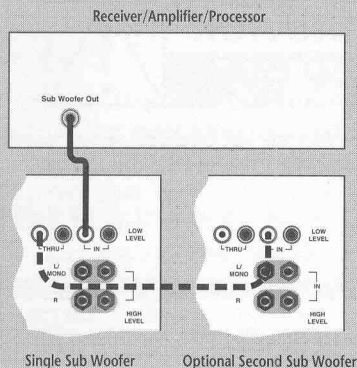 Receiver/Amplifier/Processor
Sub Woofer Out
THRU
IN
LOW
LEVEL
L/
MONO
R
IN
HIGH
LEVEL
THRU
IN
LOW
LEVEL
L/
MONO
R
IN
HIGH
LEVEL
Single Sub Woofer
Optional Second Sub Woofer